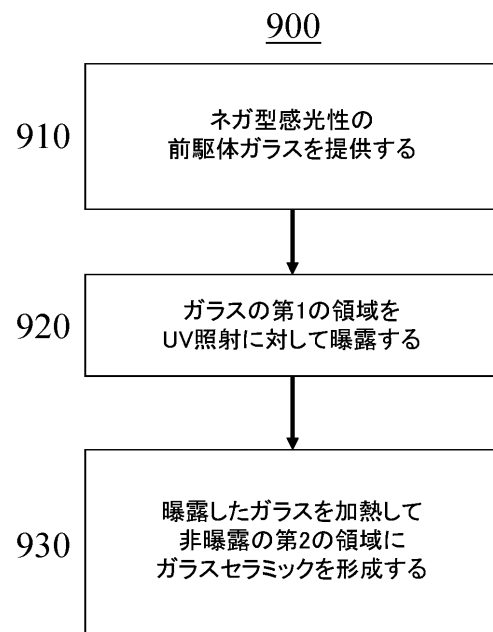 900
910
ネガ型感光性の
前駆体ガラスを提供する
920
ガラスの第1の領域を
UV照射に対して曝露する
930
曝露したガラスを加熱して
非曝露の第2の領域に
ガラスセラミックを形成する